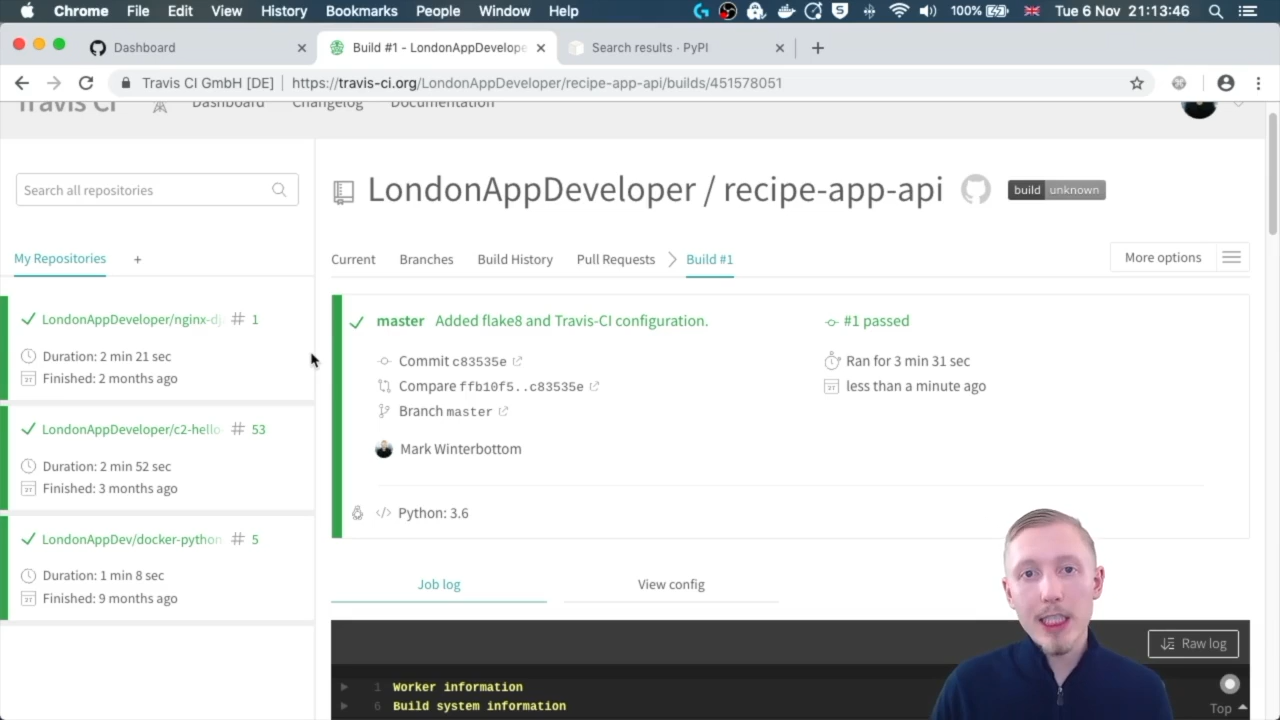 Chrome File Edit View History Bookmarks People Window Help 100% Tue 6 Nov 21:13:46
Dashboard Build #1 - LondonAppDevelope Search results · PyPI
Travis CI GmbH [DE] https://travis-ci.org/LondonAppDeveloper/recipe-app-api/builds/451578051
Travis CI Dashboard Changelog Documentation
Search all repositories
LondonAppDeveloper / recipe-app-api build unknown
My Repositories +
Current Branches Build History Pull Requests Build #1 More options
LondonAppDeveloper/nginx-dj # 1
Duration: 2 min 21 sec
Finished: 2 months ago
LondonAppDeveloper/c2-hello # 53
Duration: 2 min 52 sec
Finished: 3 months ago
LondonAppDev/docker-python # 5
Duration: 1 min 8 sec
Finished: 9 months ago
master Added flake8 and Travis-CI configuration. #1 passed
Commit c83535e Ran for 3 min 31 sec
Compare ffb10f5..c83535e less than a minute ago
Branch master
Mark Winterbottom
</> Python: 3.6
Job log View config
Raw log
1 Worker information
6 Build system information
Top